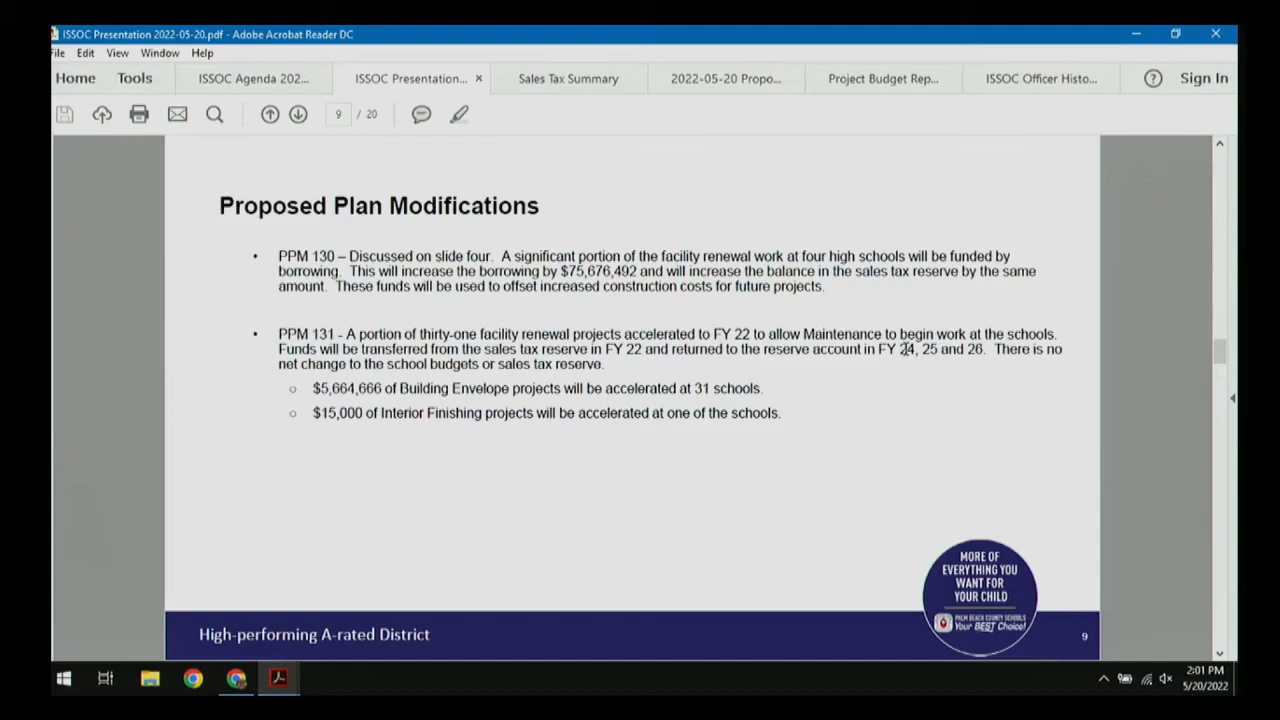 ISSOC Presentation 2022-05-20.pdf - Adobe Acrobat Reader DC
File Edit View Window Help
Home Tools ISSOC Agenda 202... ISSOC Presentation... × Sales Tax Summary 2022-05-20 Propo... Project Budget Rep... ISSOC Officer Histo... ? Sign In
9 / 20
Proposed Plan Modifications
• PPM 130 – Discussed on slide four. A significant portion of the facility renewal work at four high schools will be funded by
borrowing. This will increase the borrowing by $75,676,492 and will increase the balance in the sales tax reserve by the same
amount. These funds will be used to offset increased construction costs for future projects.
• PPM 131 - A portion of thirty-one facility renewal projects accelerated to FY 22 to allow Maintenance to begin work at the schools.
Funds will be transferred from the sales tax reserve in FY 22 and returned to the reserve account in FY 24, 25 and 26. There is no
net change to the school budgets or sales tax reserve.
○ $5,664,666 of Building Envelope projects will be accelerated at 31 schools.
○ $15,000 of Interior Finishing projects will be accelerated at one of the schools.
MORE OF
EVERYTHING YOU
WANT FOR
YOUR CHILD
PALM BEACH COUNTY SCHOOLS
Your BEST Choice!
High-performing A-rated District
9
2:01 PM
5/20/2022